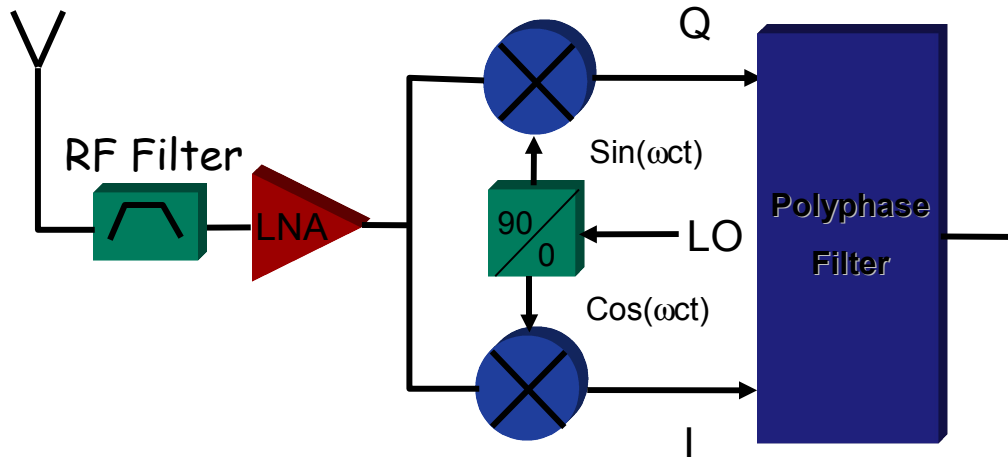 Q
RF Filter
Sin(ωct)
LNA
90
0
LO
Polyphase
Filter
Cos(ωct)
I